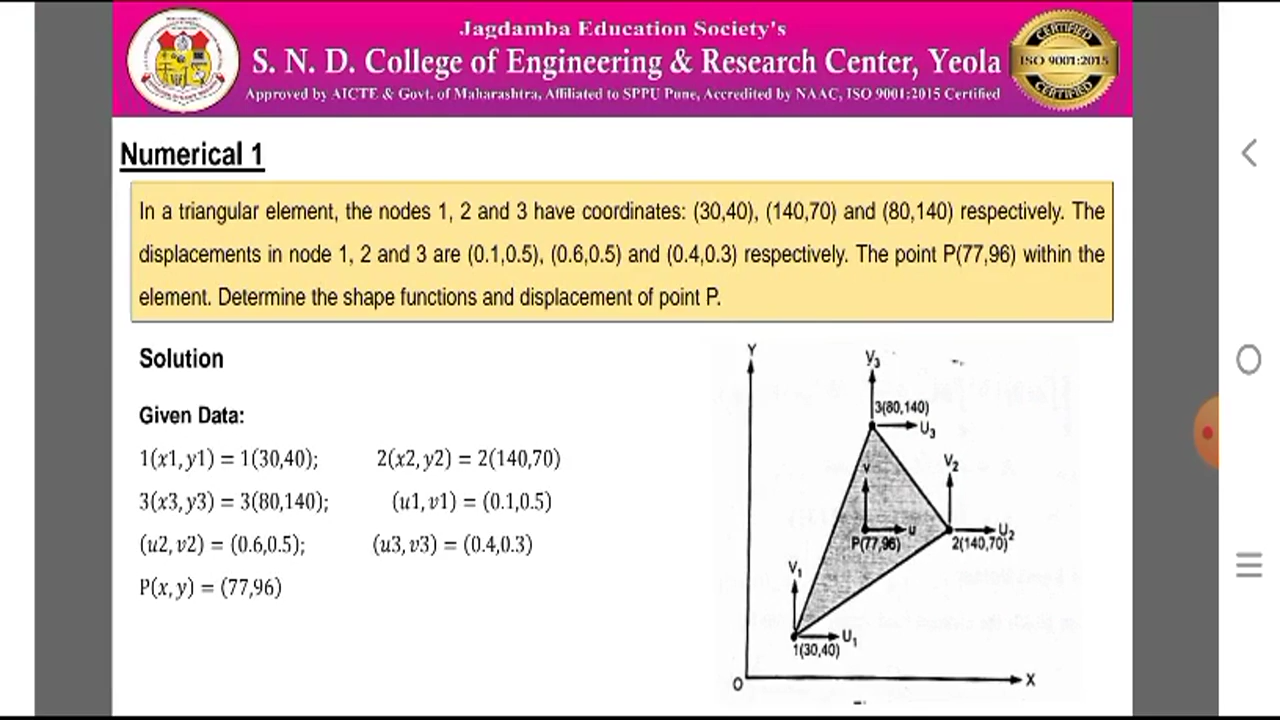 Jagdamba Education Society's
S. N. D. College of Engineering & Research Center, Yeola
Approved by AICTE & Govt. of Maharashtra, Affiliated to SPPU Pune, Accredited by NAAC, ISO 9001:2015 Certified
CERTIFIED
ISO 9001:2015
CERTIFIED
Numerical 1
In a triangular element, the nodes 1, 2 and 3 have coordinates: (30,40), (140,70) and (80,140) respectively. The
displacements in node 1, 2 and 3 are (0.1,0.5), (0.6,0.5) and (0.4,0.3) respectively. The point P(77,96) within the
element. Determine the shape functions and displacement of point P.
Solution
Given Data:
1(x1, y1) = 1(30,40); 2(x2, y2) = 2(140,70)
3(x3, y3) = 3(80,140); (u1, v1) = (0.1,0.5)
(u2, v2) = (0.6,0.5); (u3, v3) = (0.4,0.3)
P(x, y) = (77,96)
Y
V3
3(80,140)
U3
V2
v
u
U2
P(77,96)
2(140,70)
V1
U1
1(30,40)
O
X